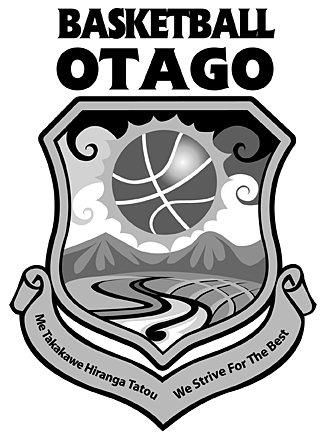 BASKETBALL
OTAGO
Me Takakawe Hiranga Tatou
We Strive For The Best